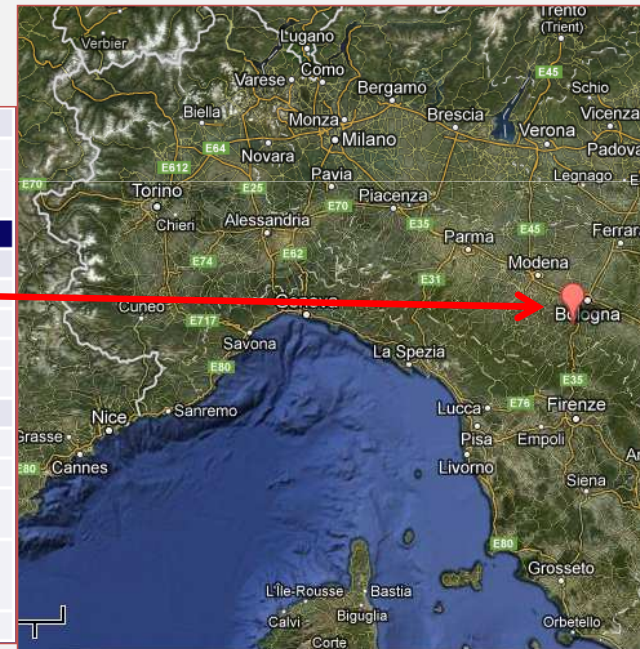 Trento
(Trient)
Verbier
Lugano
Como
Varese
Bergamo
E45
Schio
Biella
Monza
Brescia
Vicenza
Milano
Verona
E64
Novara
Padova
E612
Pavia
Legnago
E70
Torino
E25
Piacenza
E70
Chieri
Alessandria
E35
E45
Ferrara
Parma
E74
E62
Modena
E31
Cuneo
Genova
Bologna
E717
Savona
La Spezia
E80
E35
Lucca
E76
Firenze
Nice
Sanremo
Grasse
Pisa
Empoli
E80
Cannes
Livorno
Siena
E80
Grosseto
L'Île-Rousse
Bastia
Calvi
Biguglia
Orbetello
Corte